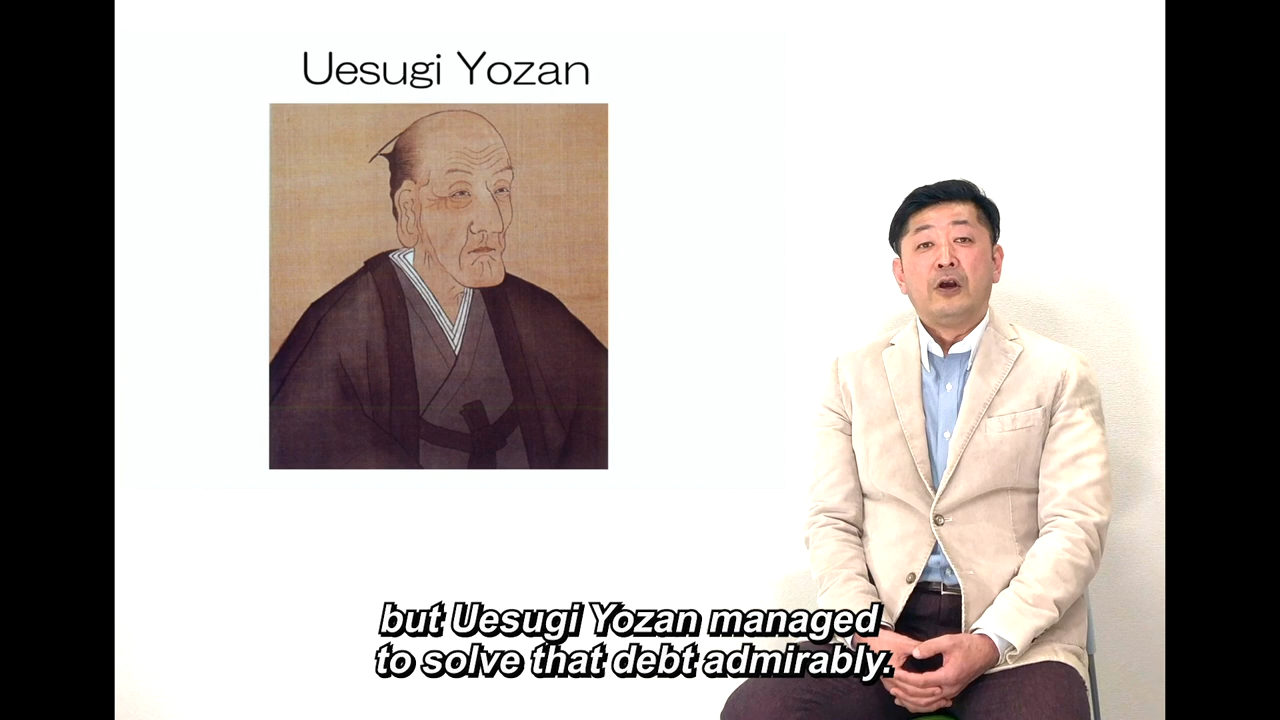 Uesugi Yozan
but Uesugi Yozan managed
to solve that debt admirably.